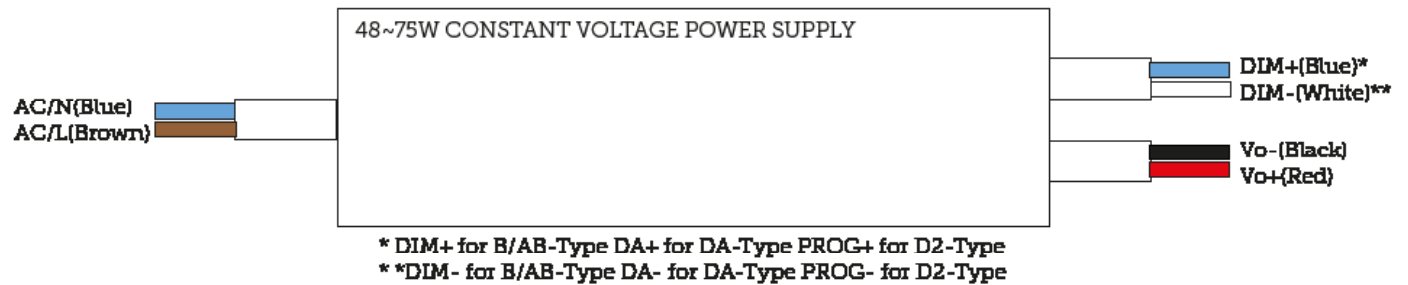 48~75W CONSTANT VOLTAGE POWER SUPPLY
AC/N(Blue)
AC/L(Brown)
DIM+(Blue)*
DIM-(White)**
Vo-(Black)
Vo+(Red)
* DIM+ for B/AB-Type DA+ for DA-Type PROG+ for D2-Type
* *DIM- for B/AB-Type DA- for DA-Type PROG- for D2-Type